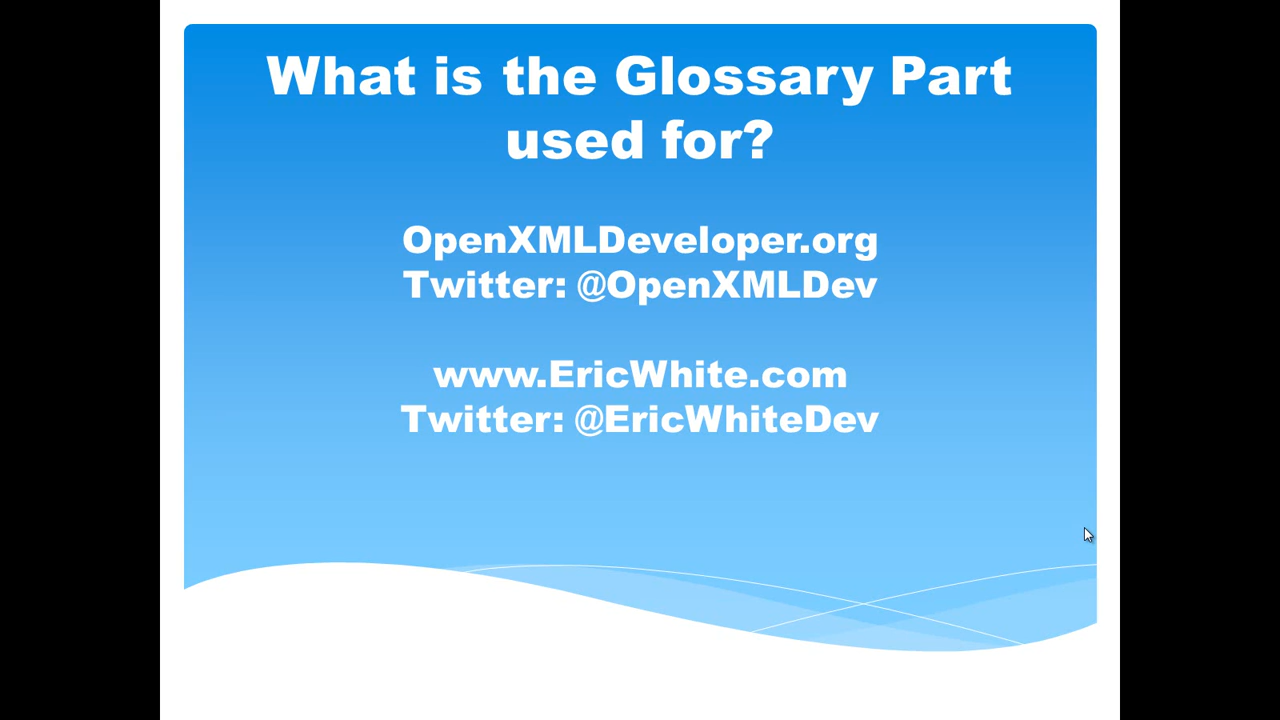 What is the Glossary Part
used for?
OpenXMLDeveloper.org
Twitter: @OpenXMLDev
www.EricWhite.com
Twitter: @EricWhiteDev